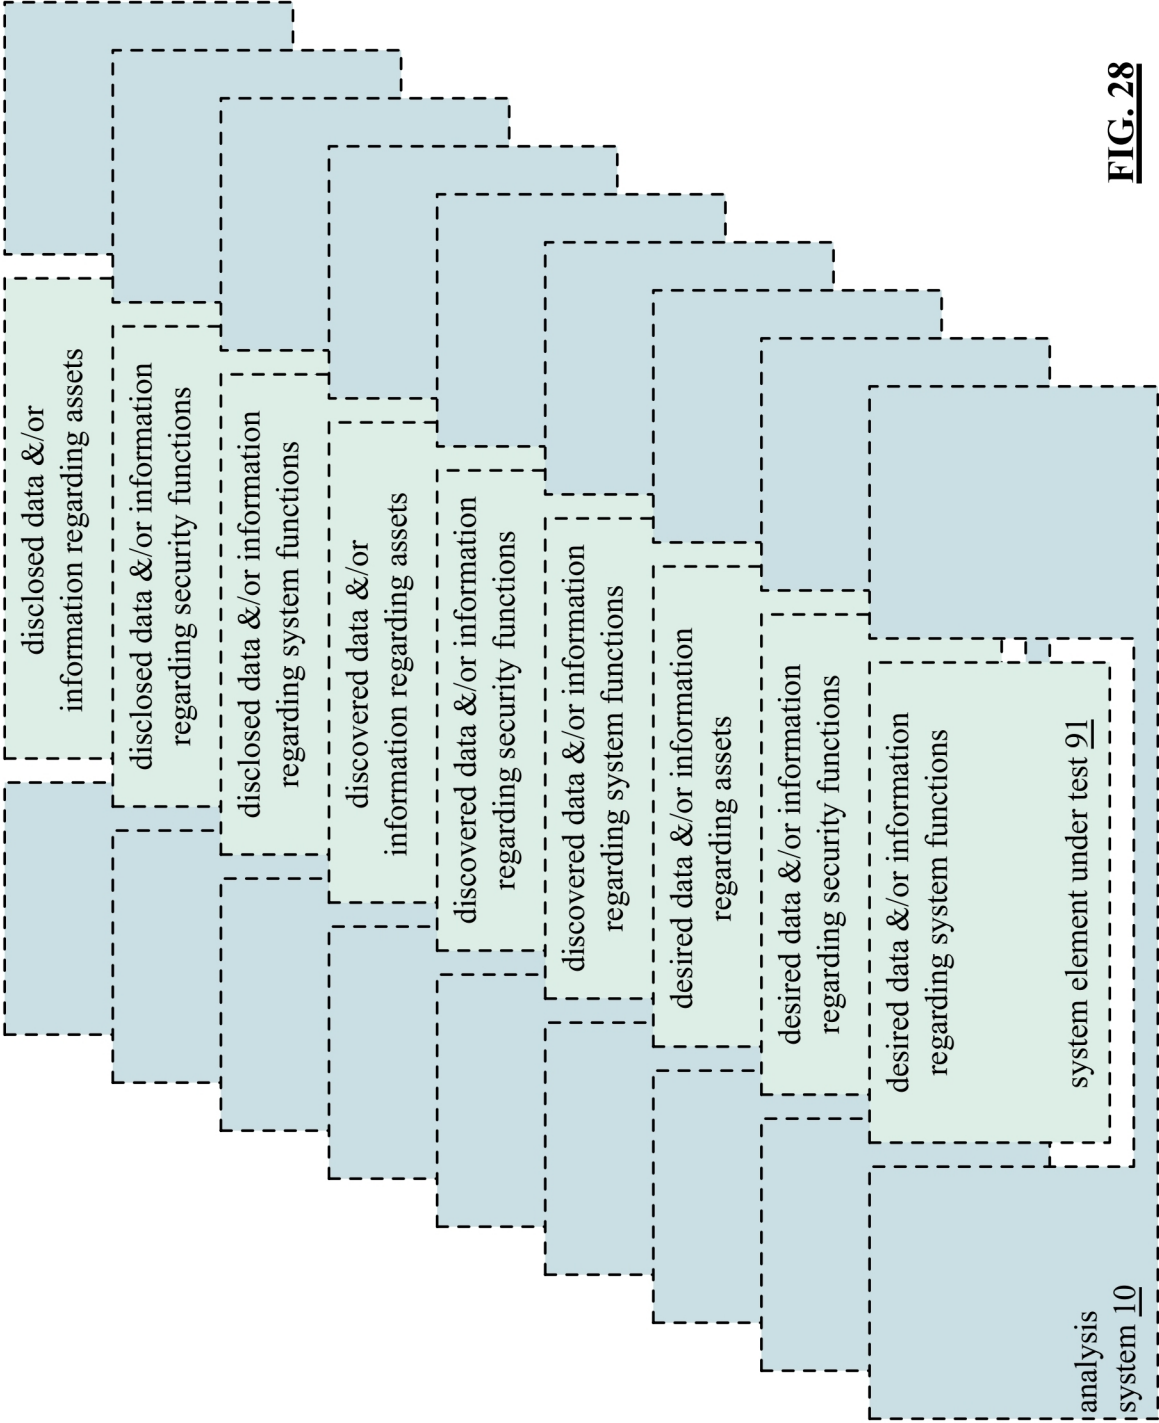 disclosed data &/or
information regarding assets
disclosed data &/or information
regarding security functions
disclosed data &/or information
regarding system functions
discovered data &/or
information regarding assets
discovered data &/or information
regarding security functions
discovered data &/or information
regarding system functions
desired data &/or information
regarding assets
desired data &/or information
regarding security functions
desired data &/or information
regarding system functions
system element under test 91
analysis
system 10
FIG. 28